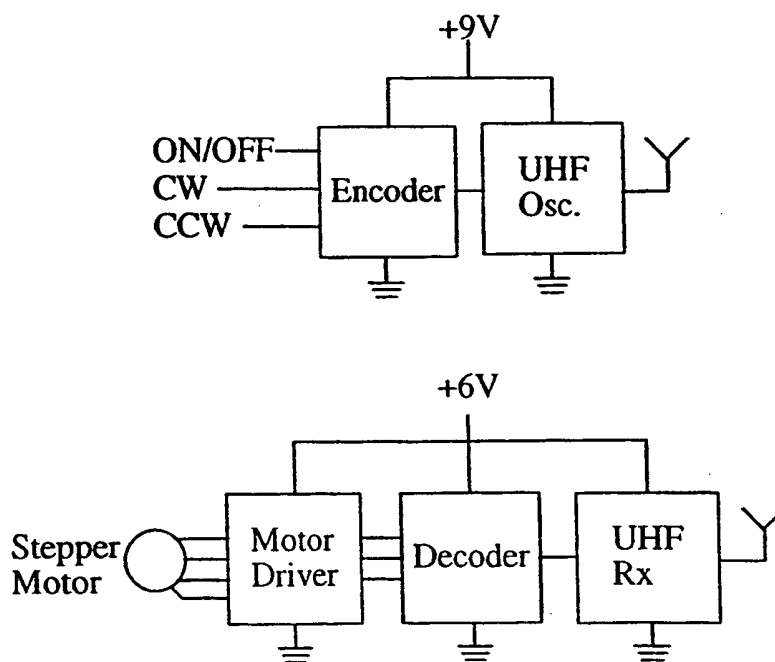 +9V
ON/OFF
CW
CCW
Encoder
UHF
Osc.
+6V
Stepper
Motor
Motor
Driver
Decoder
UHF
Rx